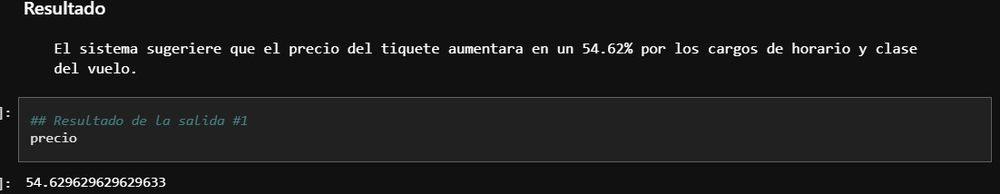 Resultado
El sistema sugeriere que el precio del tiquete aumentara en un 54.62% por los cargos de horario y clase
del vuelo.
]:
## Resultado de la salida #1
precio
]: 54.629629629629633